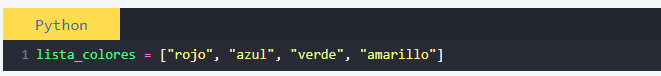 Python
1 lista_colores = ["rojo", "azul", "verde", "amarillo"]